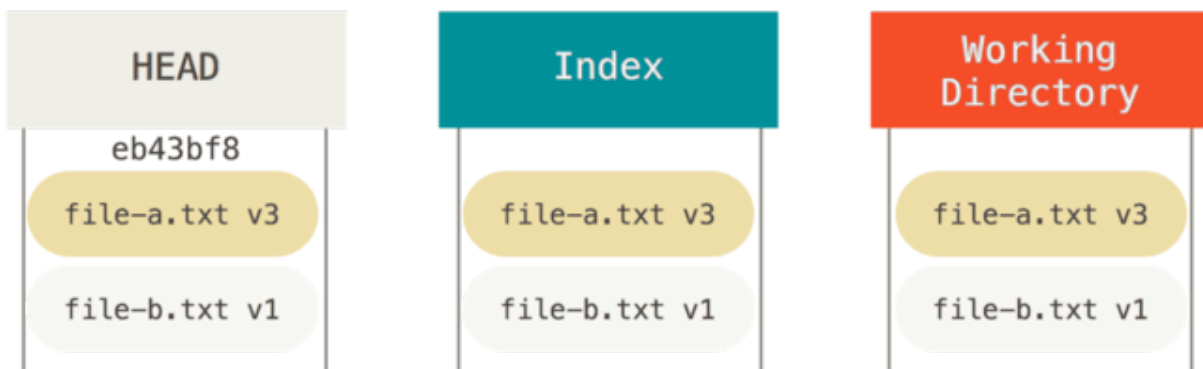 HEAD
Index
Working
Directory
eb43bf8
file-a.txt v3
file-a.txt v3
file-a.txt v3
file-b.txt v1
file-b.txt v1
file-b.txt v1